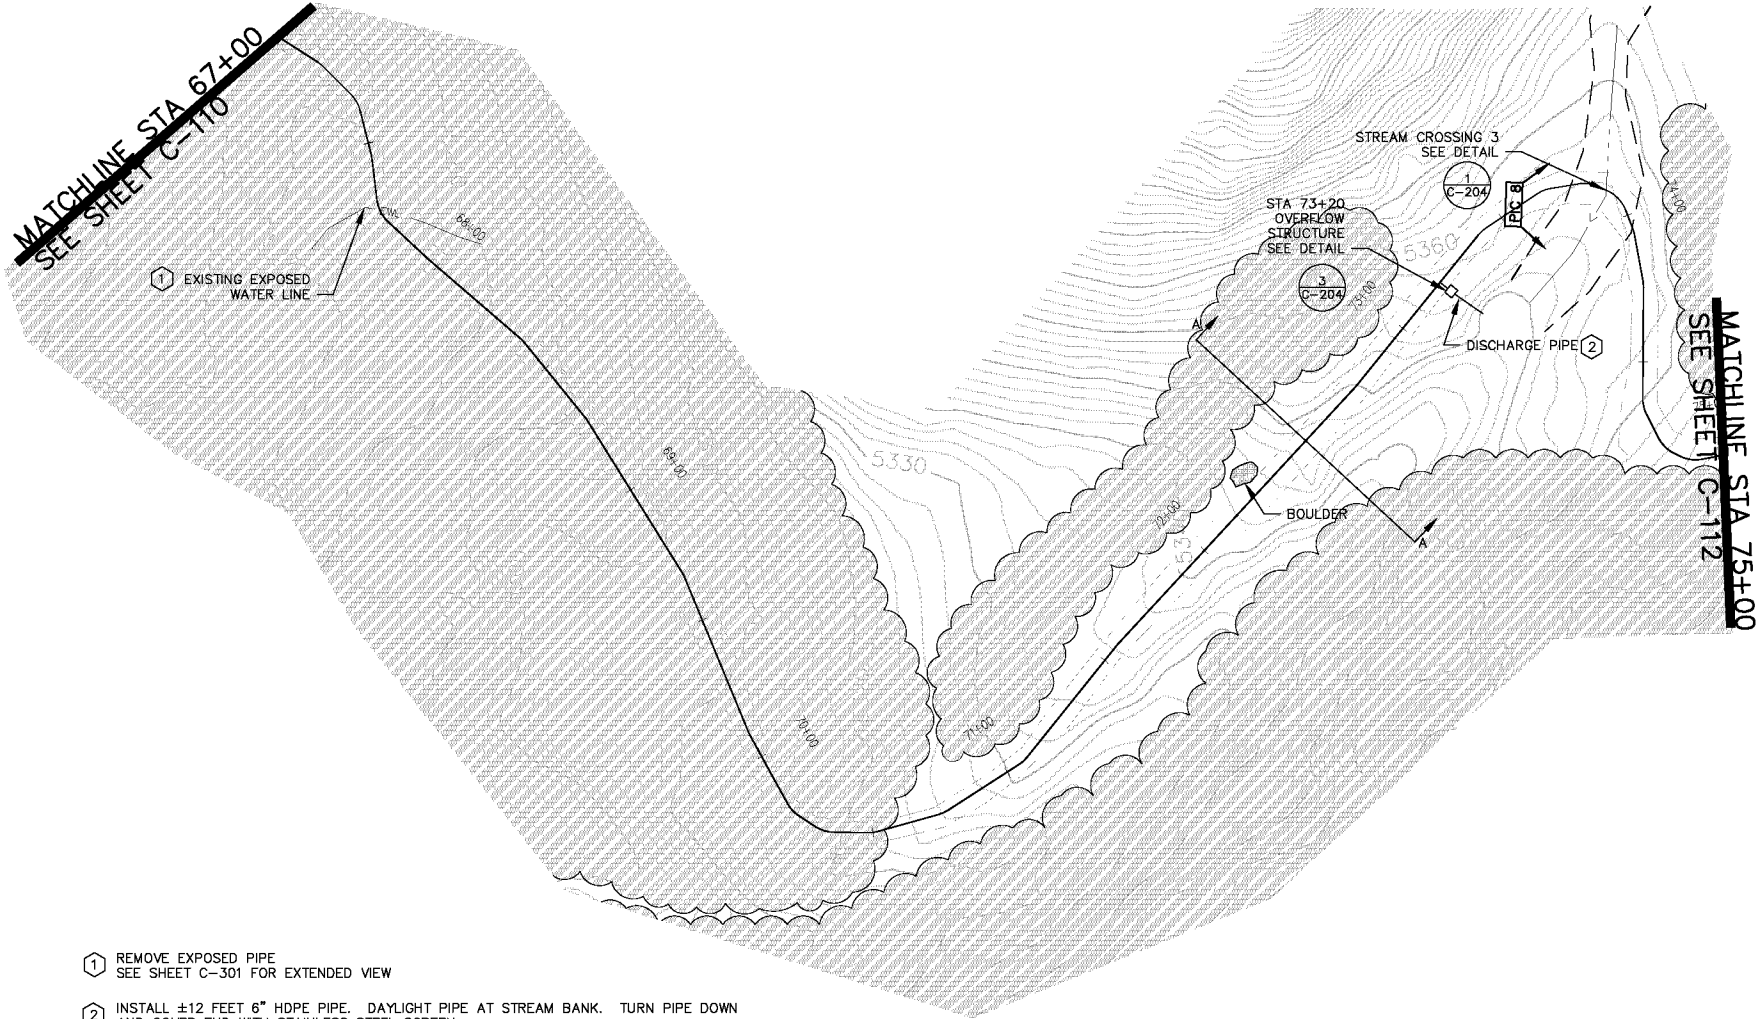 MATCHLINE STA 67+00
SEE SHEET C-110
STREAM CROSSING 3
SEE DETAIL
1
C-204
PIC 8
74+00
STA 73+20
OVERFLOW
STRUCTURE
SEE DETAIL
5360
3
C-204
73+00
68+00
1 EXISTING EXPOSED
WATER LINE
A
DISCHARGE PIPE 2
MATCHLINE STA 75+00
SEE SHEET C-112
69+00
5330
BOULDER
72+00
A
53
70+00
71+00
1 REMOVE EXPOSED PIPE
SEE SHEET C-301 FOR EXTENDED VIEW
2 INSTALL ±12 FEET 6" HDPE PIPE. DAYLIGHT PIPE AT STREAM BANK. TURN PIPE DOWN